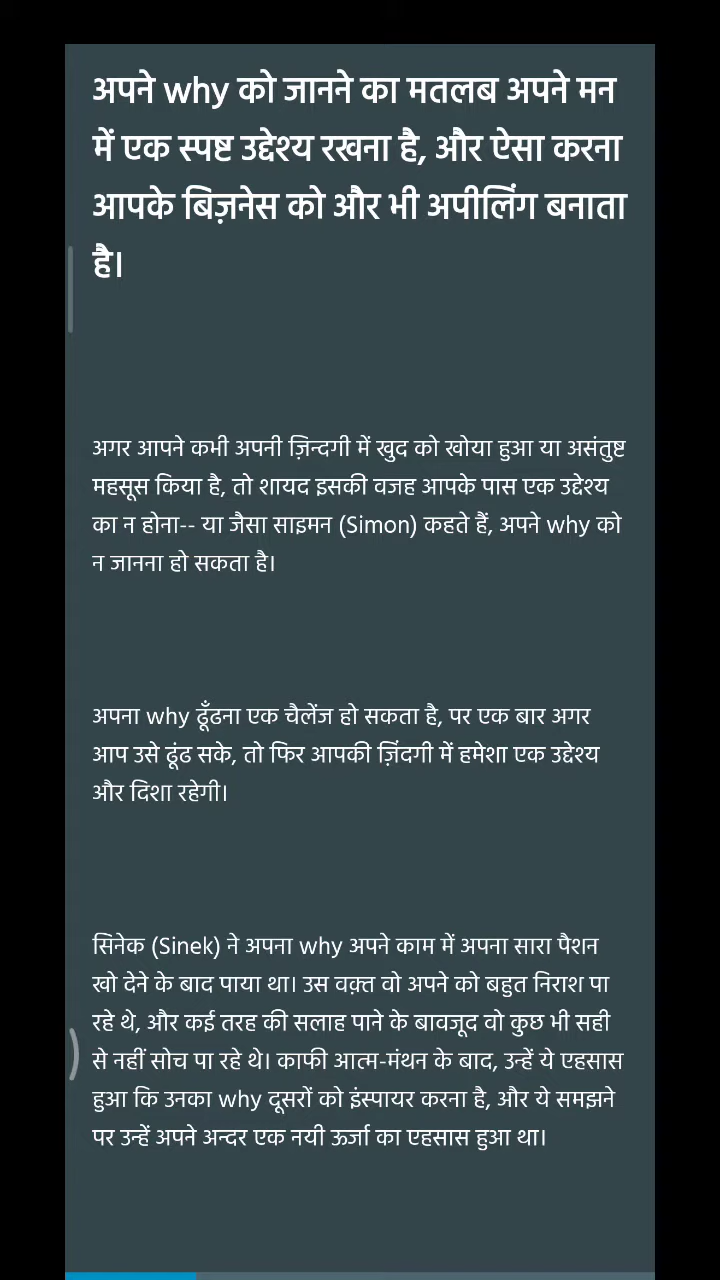 अपने why को जानने का मतलब अपने मन
में एक स्पष्ट उद्देश्य रखना है, और ऐसा करना
आपके बिज़नेस को और भी अपीलिंग बनाता
है।
अगर आपने कभी अपनी ज़िन्दगी में खुद को खोया हुआ या असंतुष्ट
महसूस किया है, तो शायद इसकी वजह आपके पास एक उद्देश्य
का न होना-- या जैसा साइमन (Simon) कहते हैं, अपने why को
न जानना हो सकता है।
अपना why ढूँढना एक चैलेंज हो सकता है, पर एक बार अगर
आप उसे ढूंढ सके, तो फिर आपकी ज़िंदगी में हमेशा एक उद्देश्य
और दिशा रहेगी।
सिनेक (Sinek) ने अपना why अपने काम में अपना सारा पैशन
खो देने के बाद पाया था। उस वक़्त वो अपने को बहुत निराश पा
रहे थे, और कई तरह की सलाह पाने के बावजूद वो कुछ भी सही
से नहीं सोच पा रहे थे। काफी आत्म-मंथन के बाद, उन्हें ये एहसास
हुआ कि उनका why दूसरों को इंस्पायर करना है, और ये समझने
पर उन्हें अपने अन्दर एक नयी ऊर्जा का एहसास हुआ था।